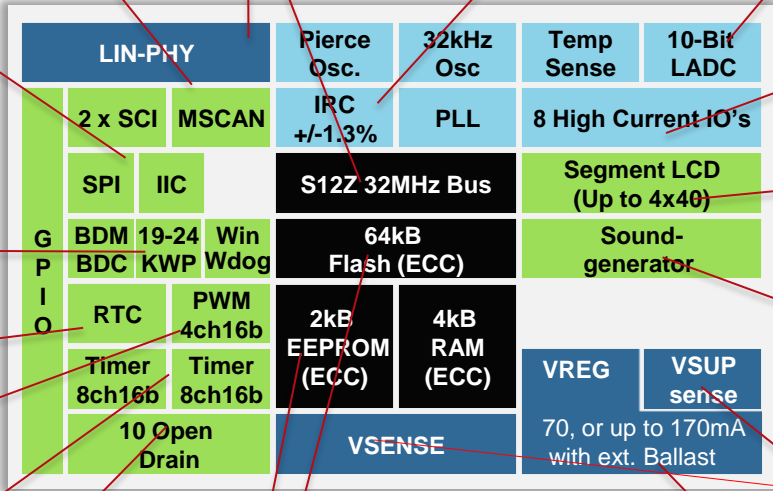 LIN-PHY
Pierce
Osc.
32kHz
Osc
Temp
Sense
10-Bit
LADC
2 x SCI
MSCAN
IRC
+/-1.3%
PLL
8 High Current IO's
SPI
IIC
S12Z 32MHz Bus
Segment LCD
(Up to 4x40)
GPIO
BDM
BDC
19-24
KWP
Win
Wdog
64kB
Flash (ECC)
Sound-
generator
RTC
PWM
4ch16b
2kB
EEPROM
(ECC)
4kB
RAM
(ECC)
Timer
8ch16b
Timer
8ch16b
VREG
VSUP
sense
10 Open
Drain
VSENSE
70, or up to 170mA
with ext. Ballast